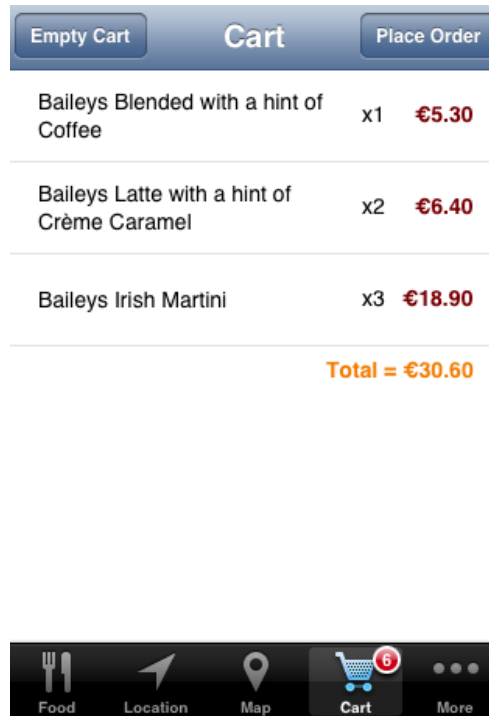 Empty Cart Cart Place Order
Baileys Blended with a hint of
Coffee
x1 €5.30
Baileys Latte with a hint of
Crème Caramel
x2 €6.40
Baileys Irish Martini x3 €18.90
Total = €30.60
6
Food Location Map Cart More